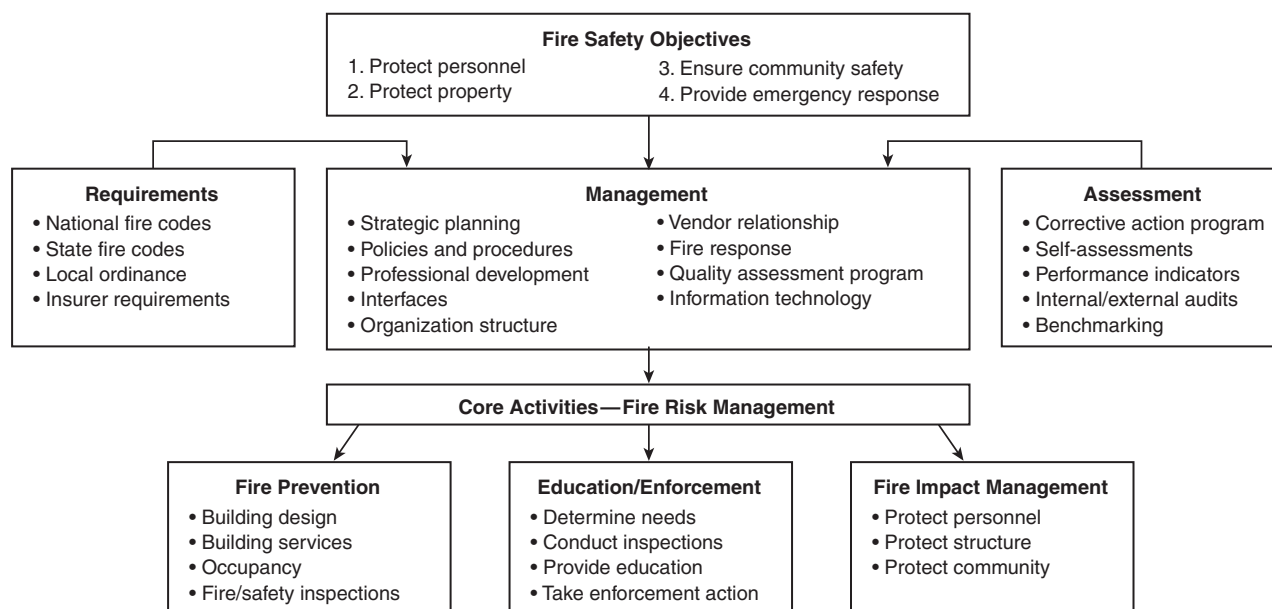 Fire Safety Objectives
1. Protect personnel
2. Protect property
3. Ensure community safety
4. Provide emergency response
Requirements
• National fire codes
• State fire codes
• Local ordinance
• Insurer requirements
Management
• Strategic planning
• Policies and procedures
• Professional development
• Interfaces
• Organization structure
• Vendor relationship
• Fire response
• Quality assessment program
• Information technology
Assessment
• Corrective action program
• Self-assessments
• Performance indicators
• Internal/external audits
• Benchmarking
Core Activities—Fire Risk Management
Fire Prevention
• Building design
• Building services
• Occupancy
• Fire/safety inspections
Education/Enforcement
• Determine needs
• Conduct inspections
• Provide education
• Take enforcement action
Fire Impact Management
• Protect personnel
• Protect structure
• Protect community